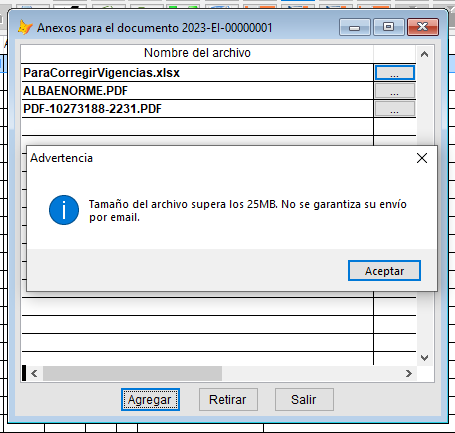 Anexos para el documento 2023-EI-00000001
Nombre del archivo
ParaCorregirVigencias.xlsx ...
ALBAENORME.PDF ...
PDF-10273188-2231.PDF ...
Advertencia
Tamaño del archivo supera los 25MB. No se garantiza su envío
por email.
Aceptar
Agregar Retirar Salir